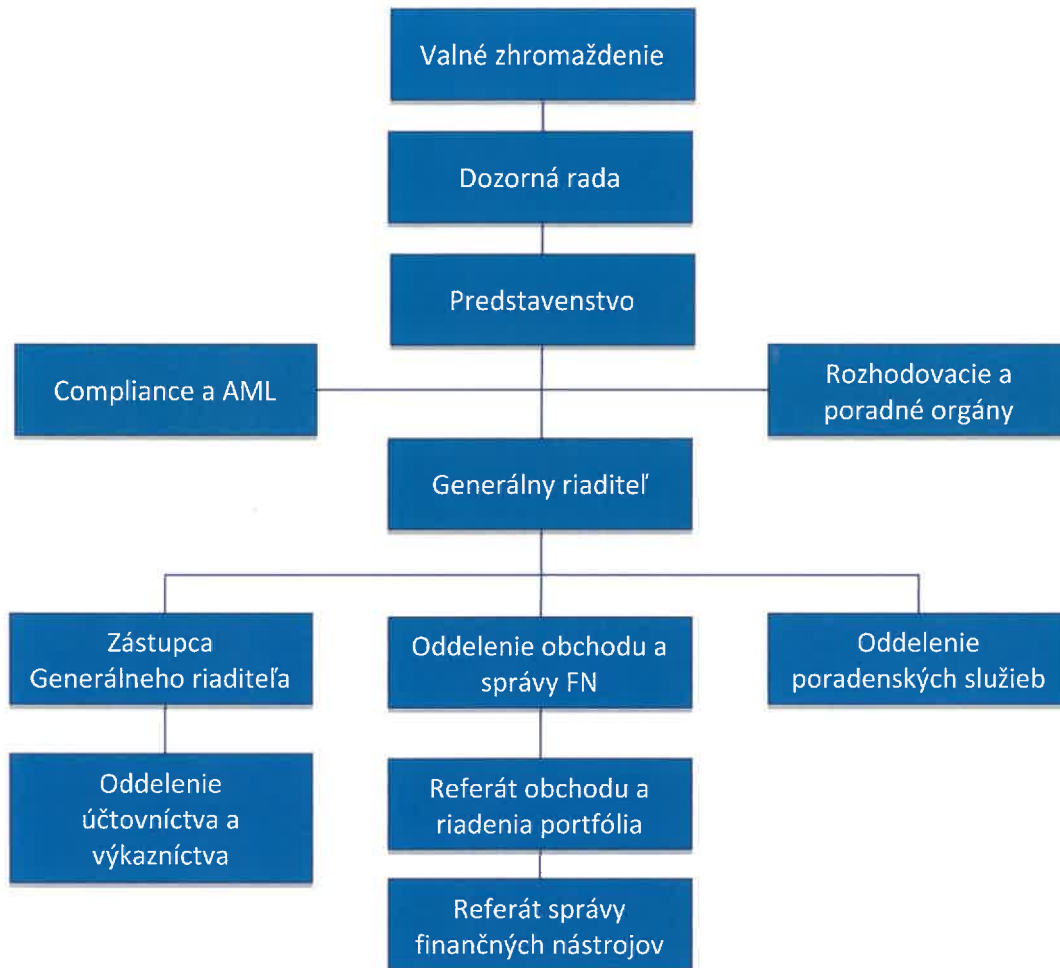 Valné zhromaždenie
Dozorná rada
Predstavenstvo
Compliance a AML
Rozhodovacie a
poradné orgány
Generálny riaditeľ
Zástupca
Generálneho riaditeľa
Oddelenie obchodu a
správy FN
Oddelenie
poradenských služieb
Oddelenie
účtovníctva a
výkazníctva
Referát obchodu a
riadenia portfólia
Referát správy
finančných nástrojov